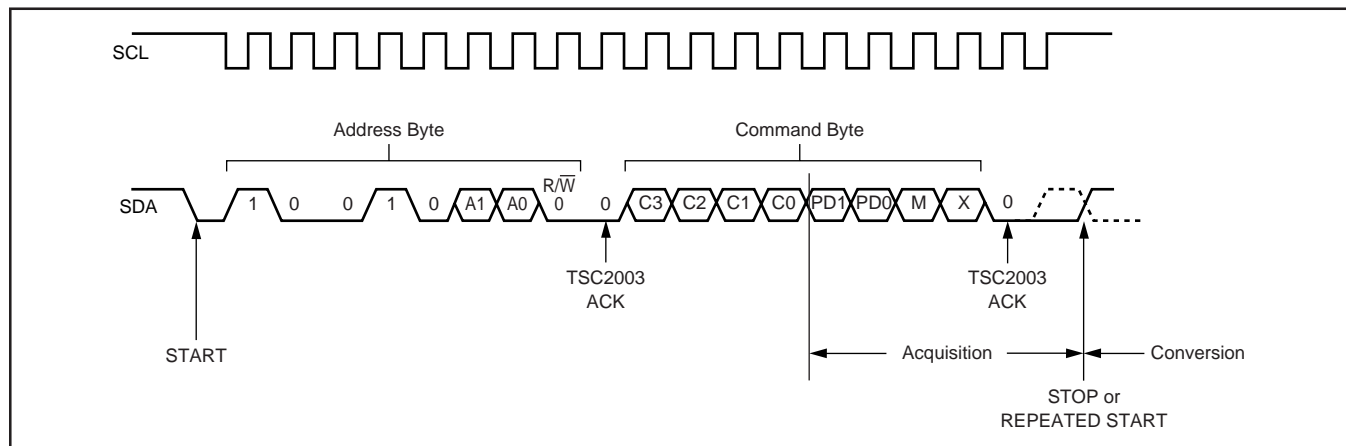 SCL
Address Byte
Command Byte
R/W
SDA
1 0 0 1 0 A1 A0 0 0 C3 C2 C1 C0 PD1 PD0 M X 0
TSC2003
ACK
TSC2003
ACK
START
Acquisition
Conversion
STOP or
REPEATED START